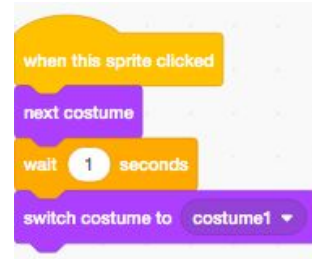 when this sprite clicked
next costume
wait 1 seconds
switch costume to costume1